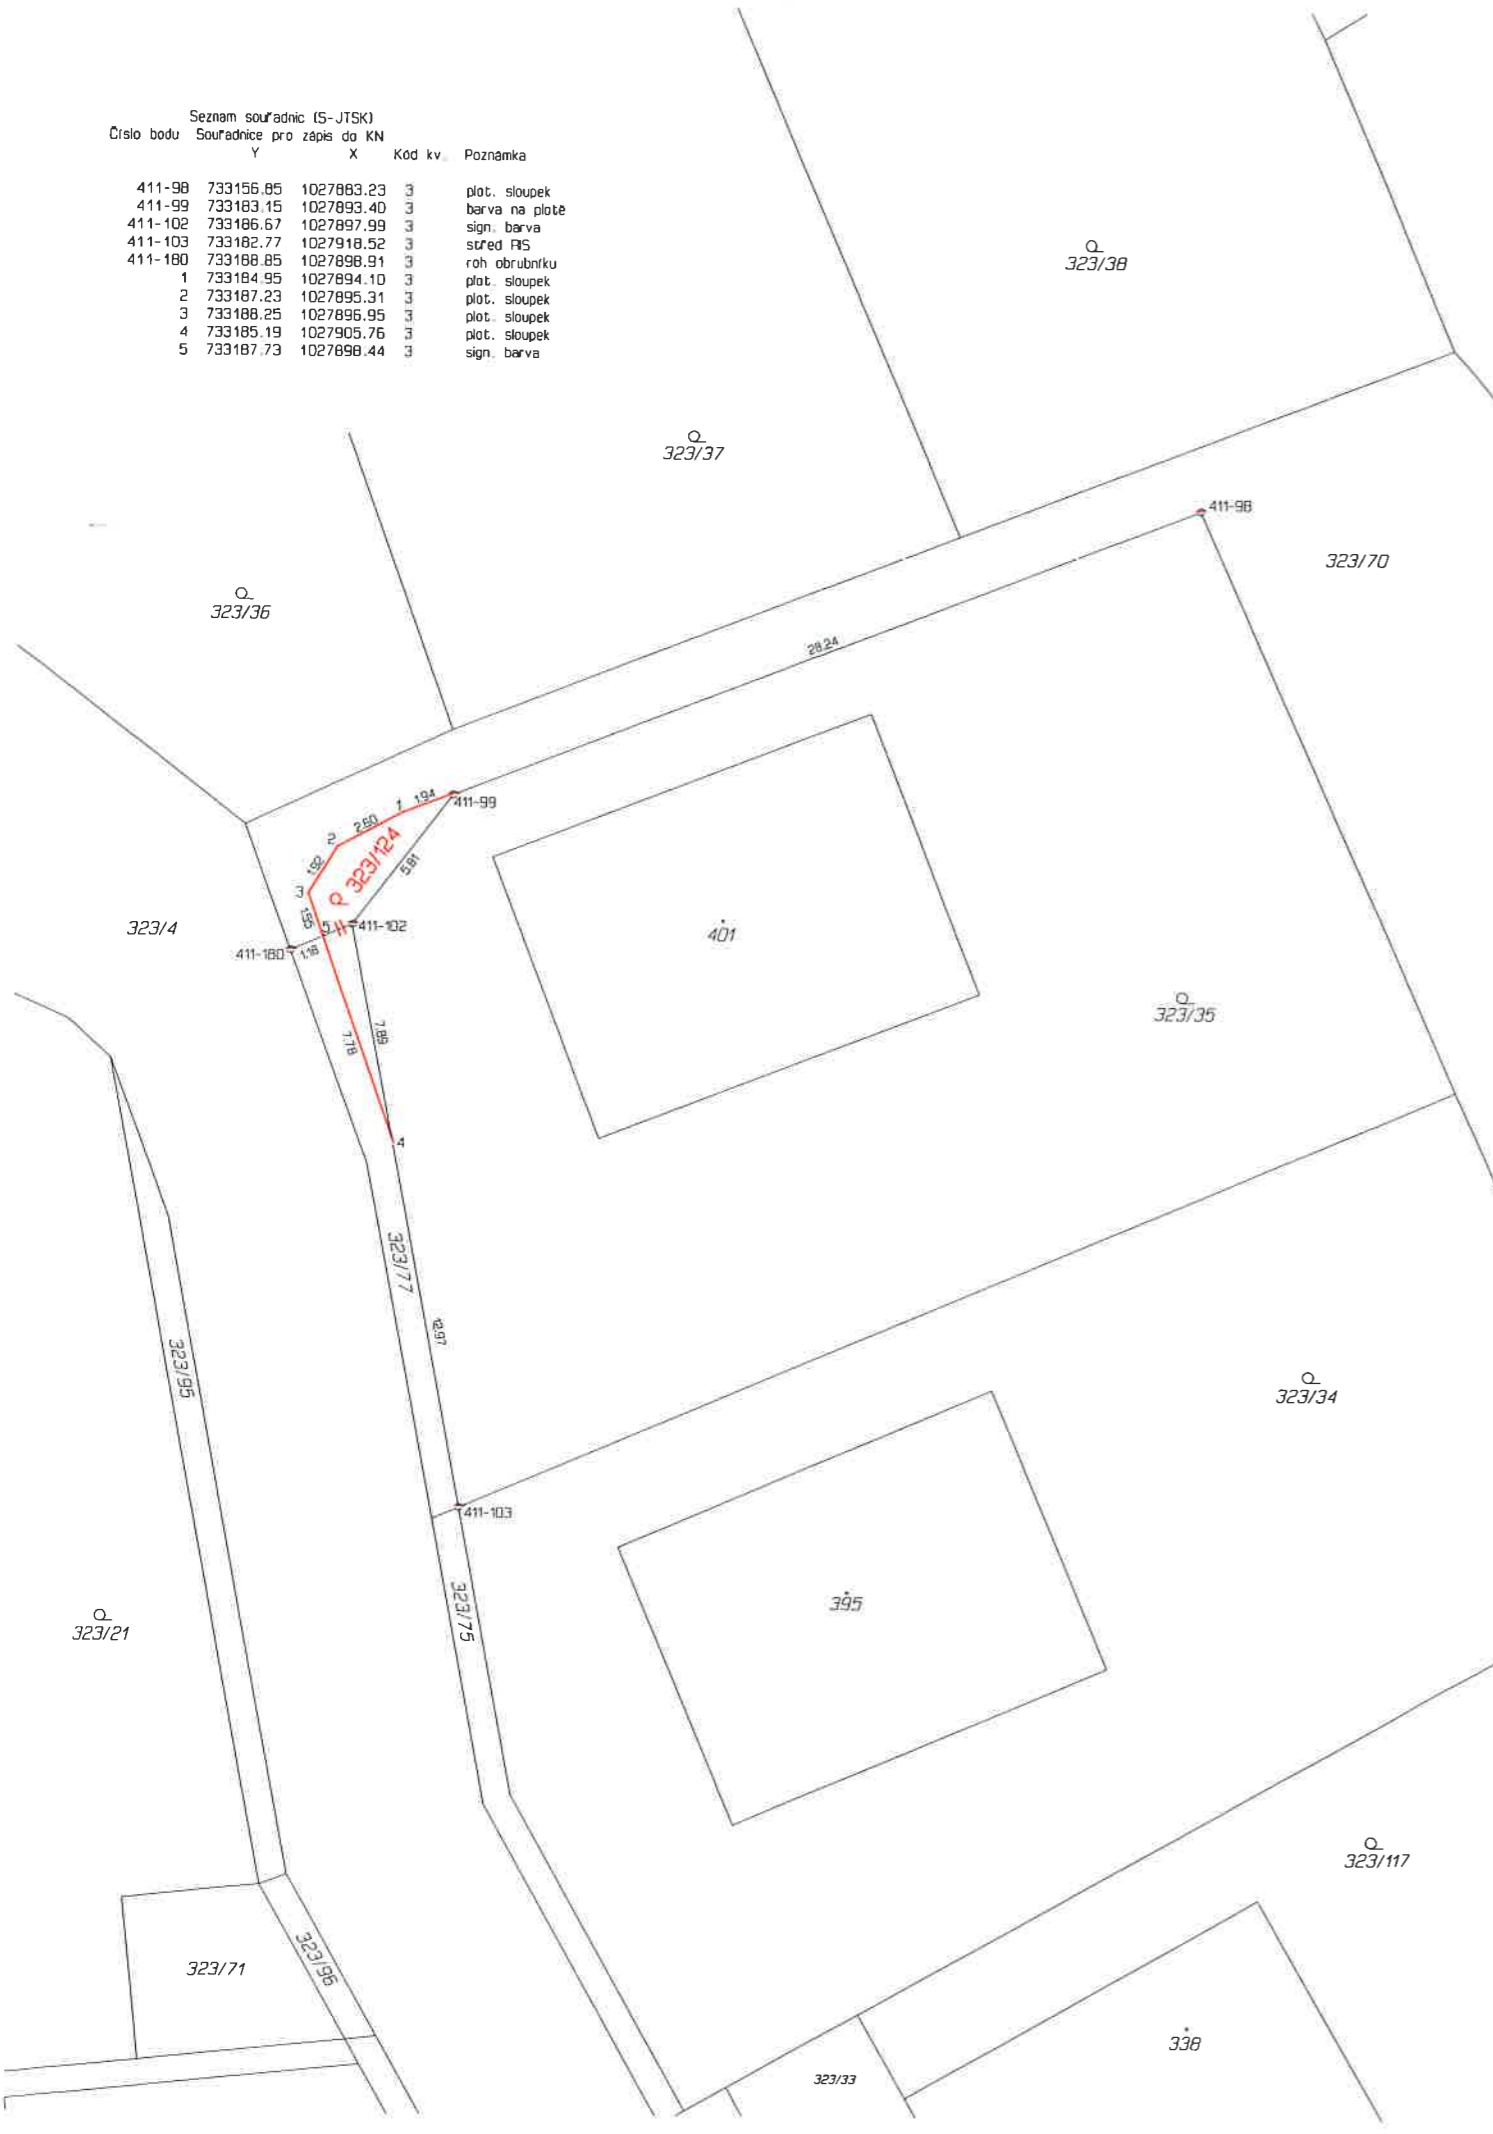 Seznam souřadnic (S-JTSK)
Číslo bodu Souřadnice pro zápis do KN
Y X Kód kv. Poznámka
411-98 733156.85 1027883.23 3 plot. sloupek
411-99 733183.15 1027893.40 3 barva na plotě
411-102 733186.67 1027897.99 3 sign. barva
411-103 733182.77 1027918.52 3 střed RIS
411-180 733188.85 1027898.91 3 roh obrubníku
1 733184.95 1027894.10 3 plot. sloupek
2 733187.23 1027895.31 3 plot. sloupek
3 733188.25 1027896.95 3 plot. sloupek
4 733185.19 1027905.76 3 plot. sloupek
5 733187.73 1027898.44 3 sign. barva
323/38
323/37
411-98
323/70
323/36
28.24
1 1.94 411-99
2 2.60
323/124
5.81
1.92
3
1.55 5 411-102
323/4
411-180 1.18
401
323/35
7.78 7.89
4
323/77
12.97
323/95
323/34
411-103
323/75
395
323/21
323/117
323/71
323/96
338
323/33